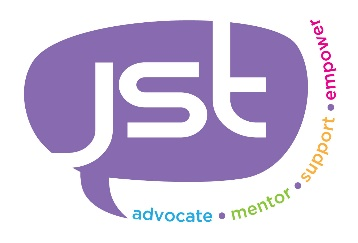 jst
advocate • mentor • support • empower